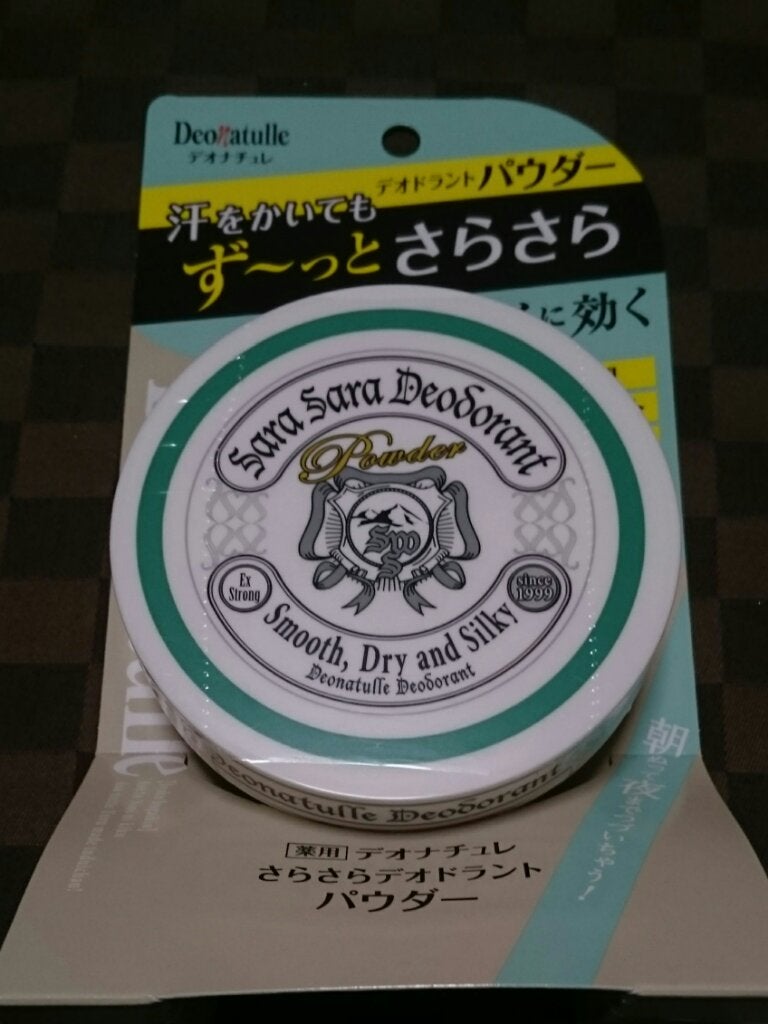 Deonatulle
デオナチュレ
デオドラントパウダー
汗をかいても
ず〜っとさらさら
に効く
Sara Sara Deodorant
Powder
Ex
Strong
since
1999
Smooth, Dry and Silky
Deonatulle Deodorant
Deonatulle Deodorant
薬用 デオナチュレ
さらさらデオドラント
パウダー